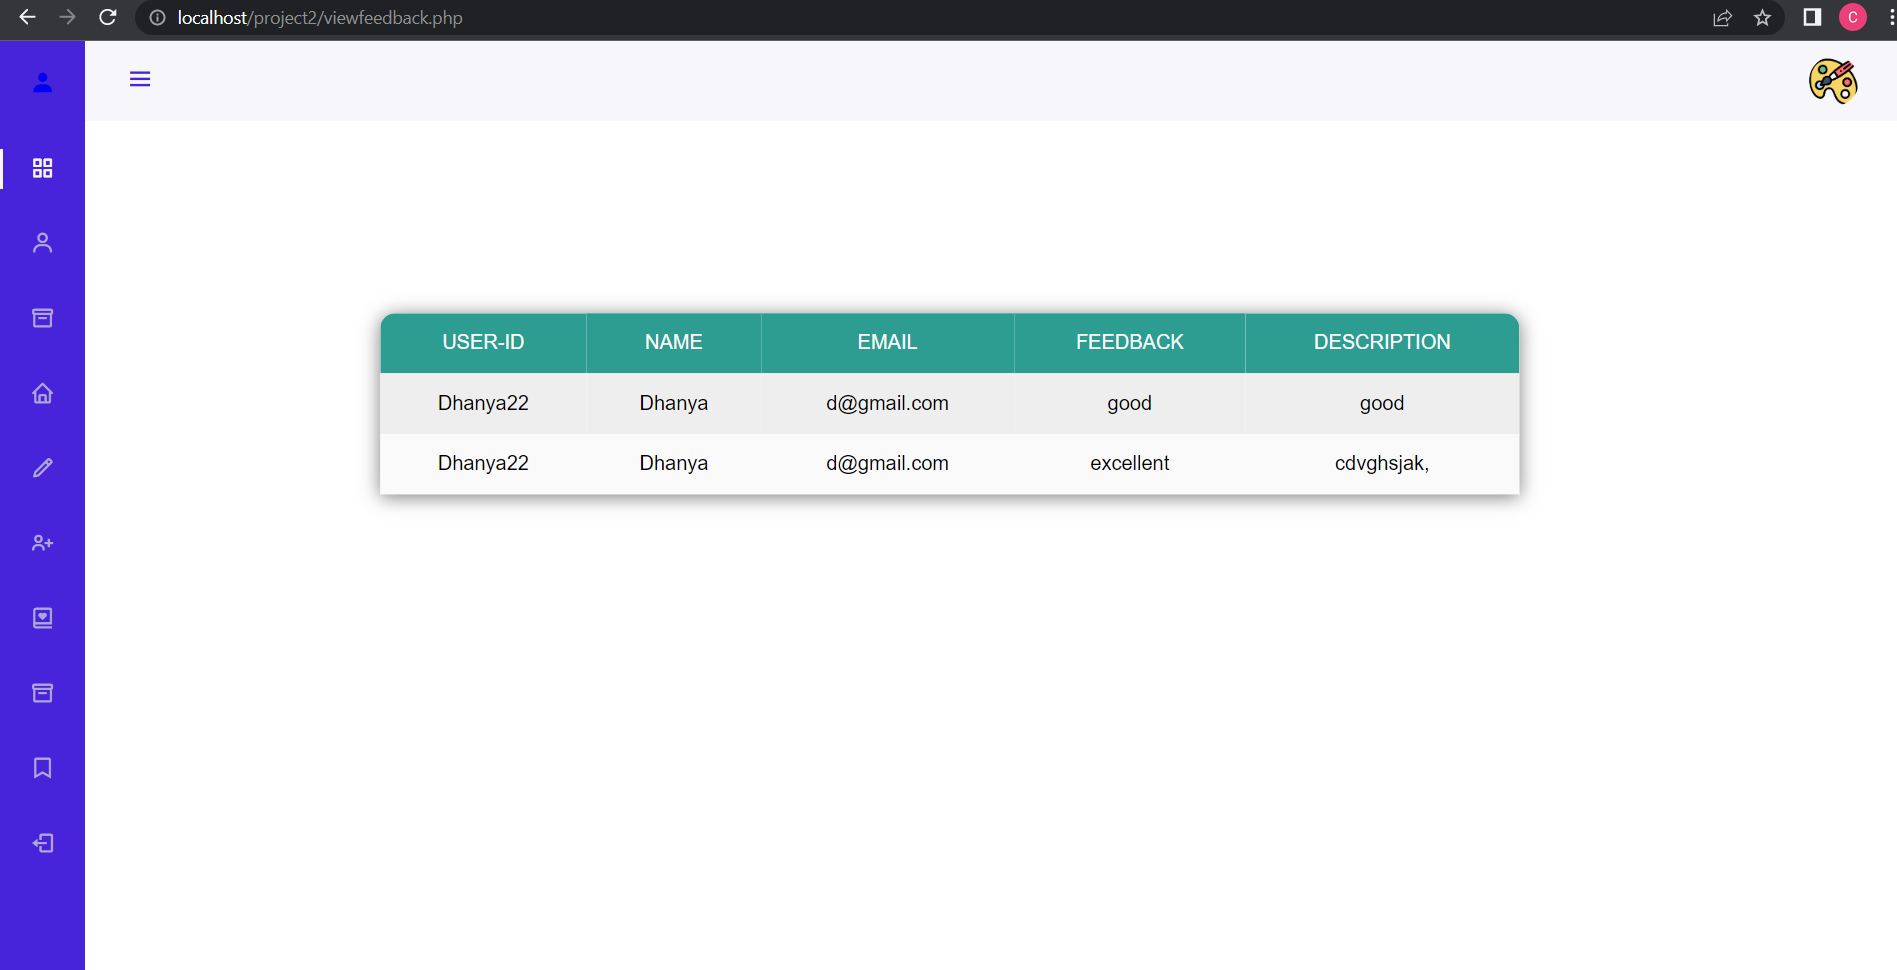 localhost/project2/viewfeedback.php
C
USER-ID NAME EMAIL FEEDBACK DESCRIPTION
Dhanya22 Dhanya d@gmail.com good good
Dhanya22 Dhanya d@gmail.com excellent cdvghsjak,